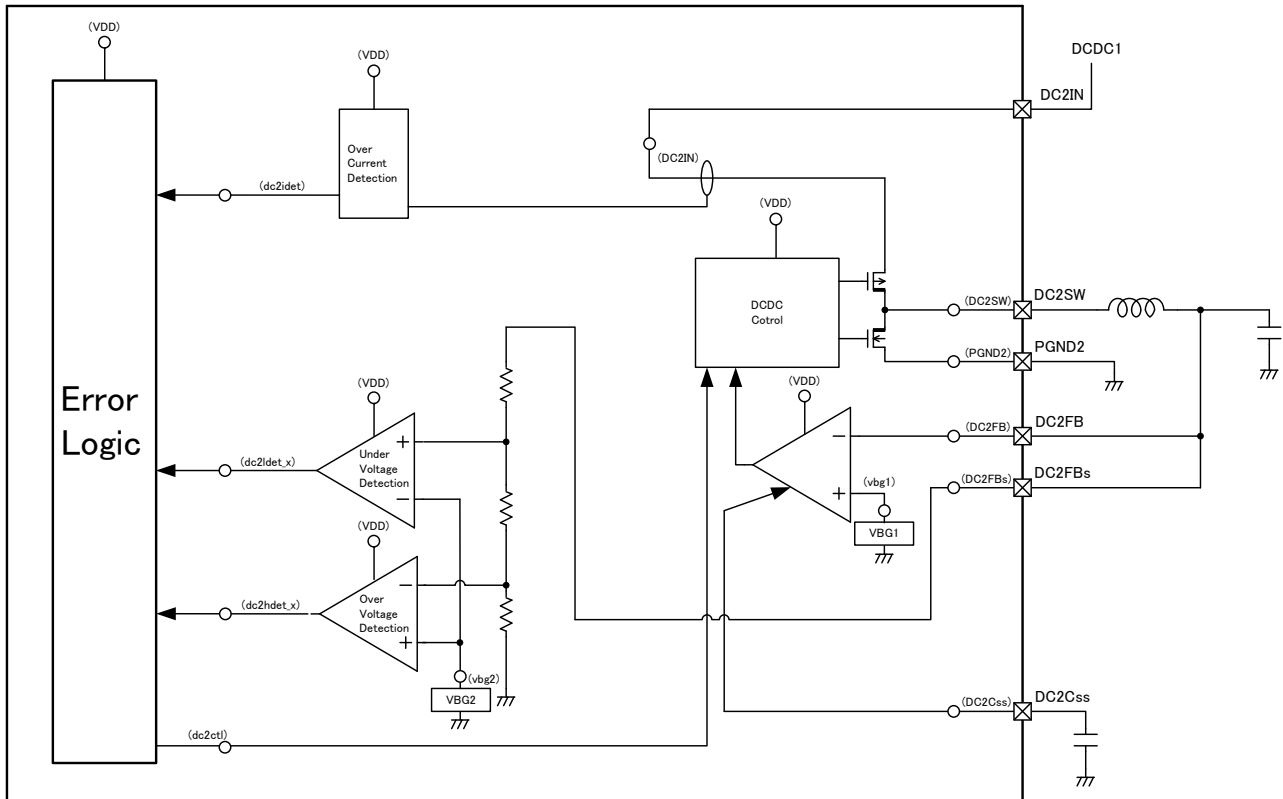 (VDD)
DCDC1
(VDD)
DC2IN
Over
Current
Detection
(DC2IN)
(dc2idet)
(VDD)
DCDC
Cotrol
(DC2SW)
DC2SW
(PGND2)
PGND2
Error
Logic
(VDD)
(VDD)
+
Under
Voltage
Detection
−
(dc2ldet_x)
−
(DC2FB)
DC2FB
(vbg1)
+
VBG1
(DC2FBs)
DC2FBs
(VDD)
−
Over
Voltage
Detection
+
(dc2hdet_x)
(vbg2)
VBG2
(DC2Css)
DC2Css
(dc2ctl)